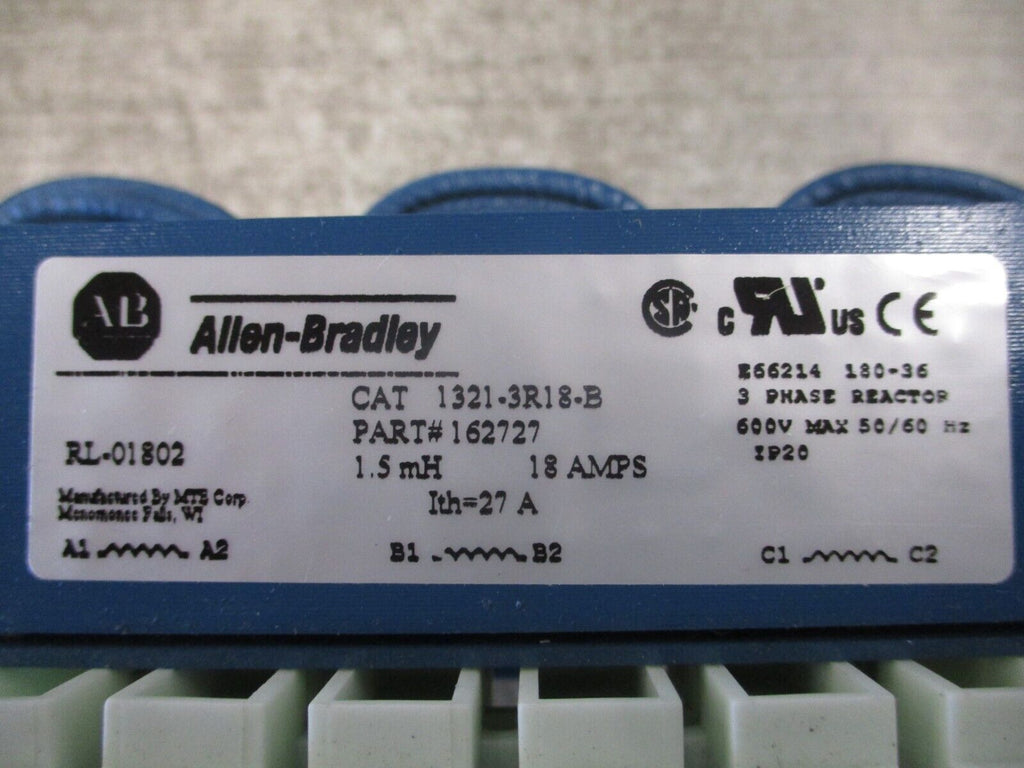 AB
Allen-Bradley
SA
C UR US CE
CAT 1321-3R18-B
PART# 162727
RL-01802
1.5 mH 18 AMPS
Ith=27 A
Manufactured By MTE Corp.
Menomonee Falls, WI
E66214 180-36
3 PHASE REACTOR
600V MAX 50/60 Hz
IP20
A1 A2 B1 B2 C1 C2